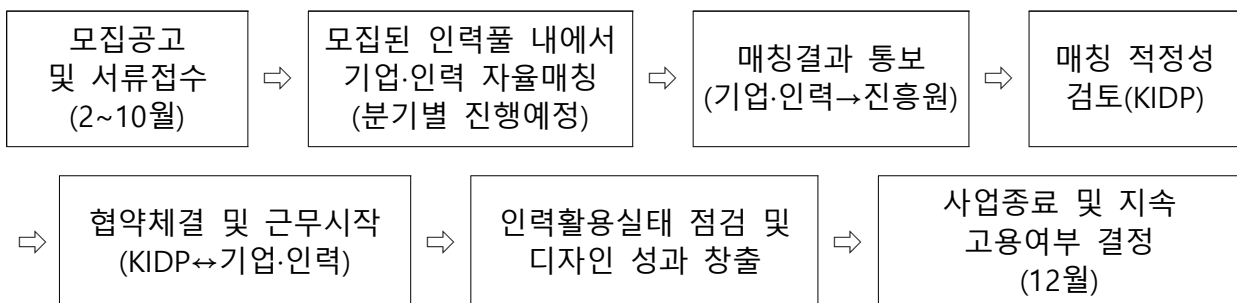 모집공고
및 서류접수
(2~10월)
⇨
모집된 인력풀 내에서
기업·인력 자율매칭
(분기별 진행예정)
⇨
매칭결과 통보
(기업·인력→진흥원)
⇨
매칭 적정성
검토(KIDP)
⇨
협약체결 및 근무시작
(KIDP↔기업·인력)
⇨
인력활용실태 점검 및
디자인 성과 창출
⇨
사업종료 및 지속
고용여부 결정
(12월)